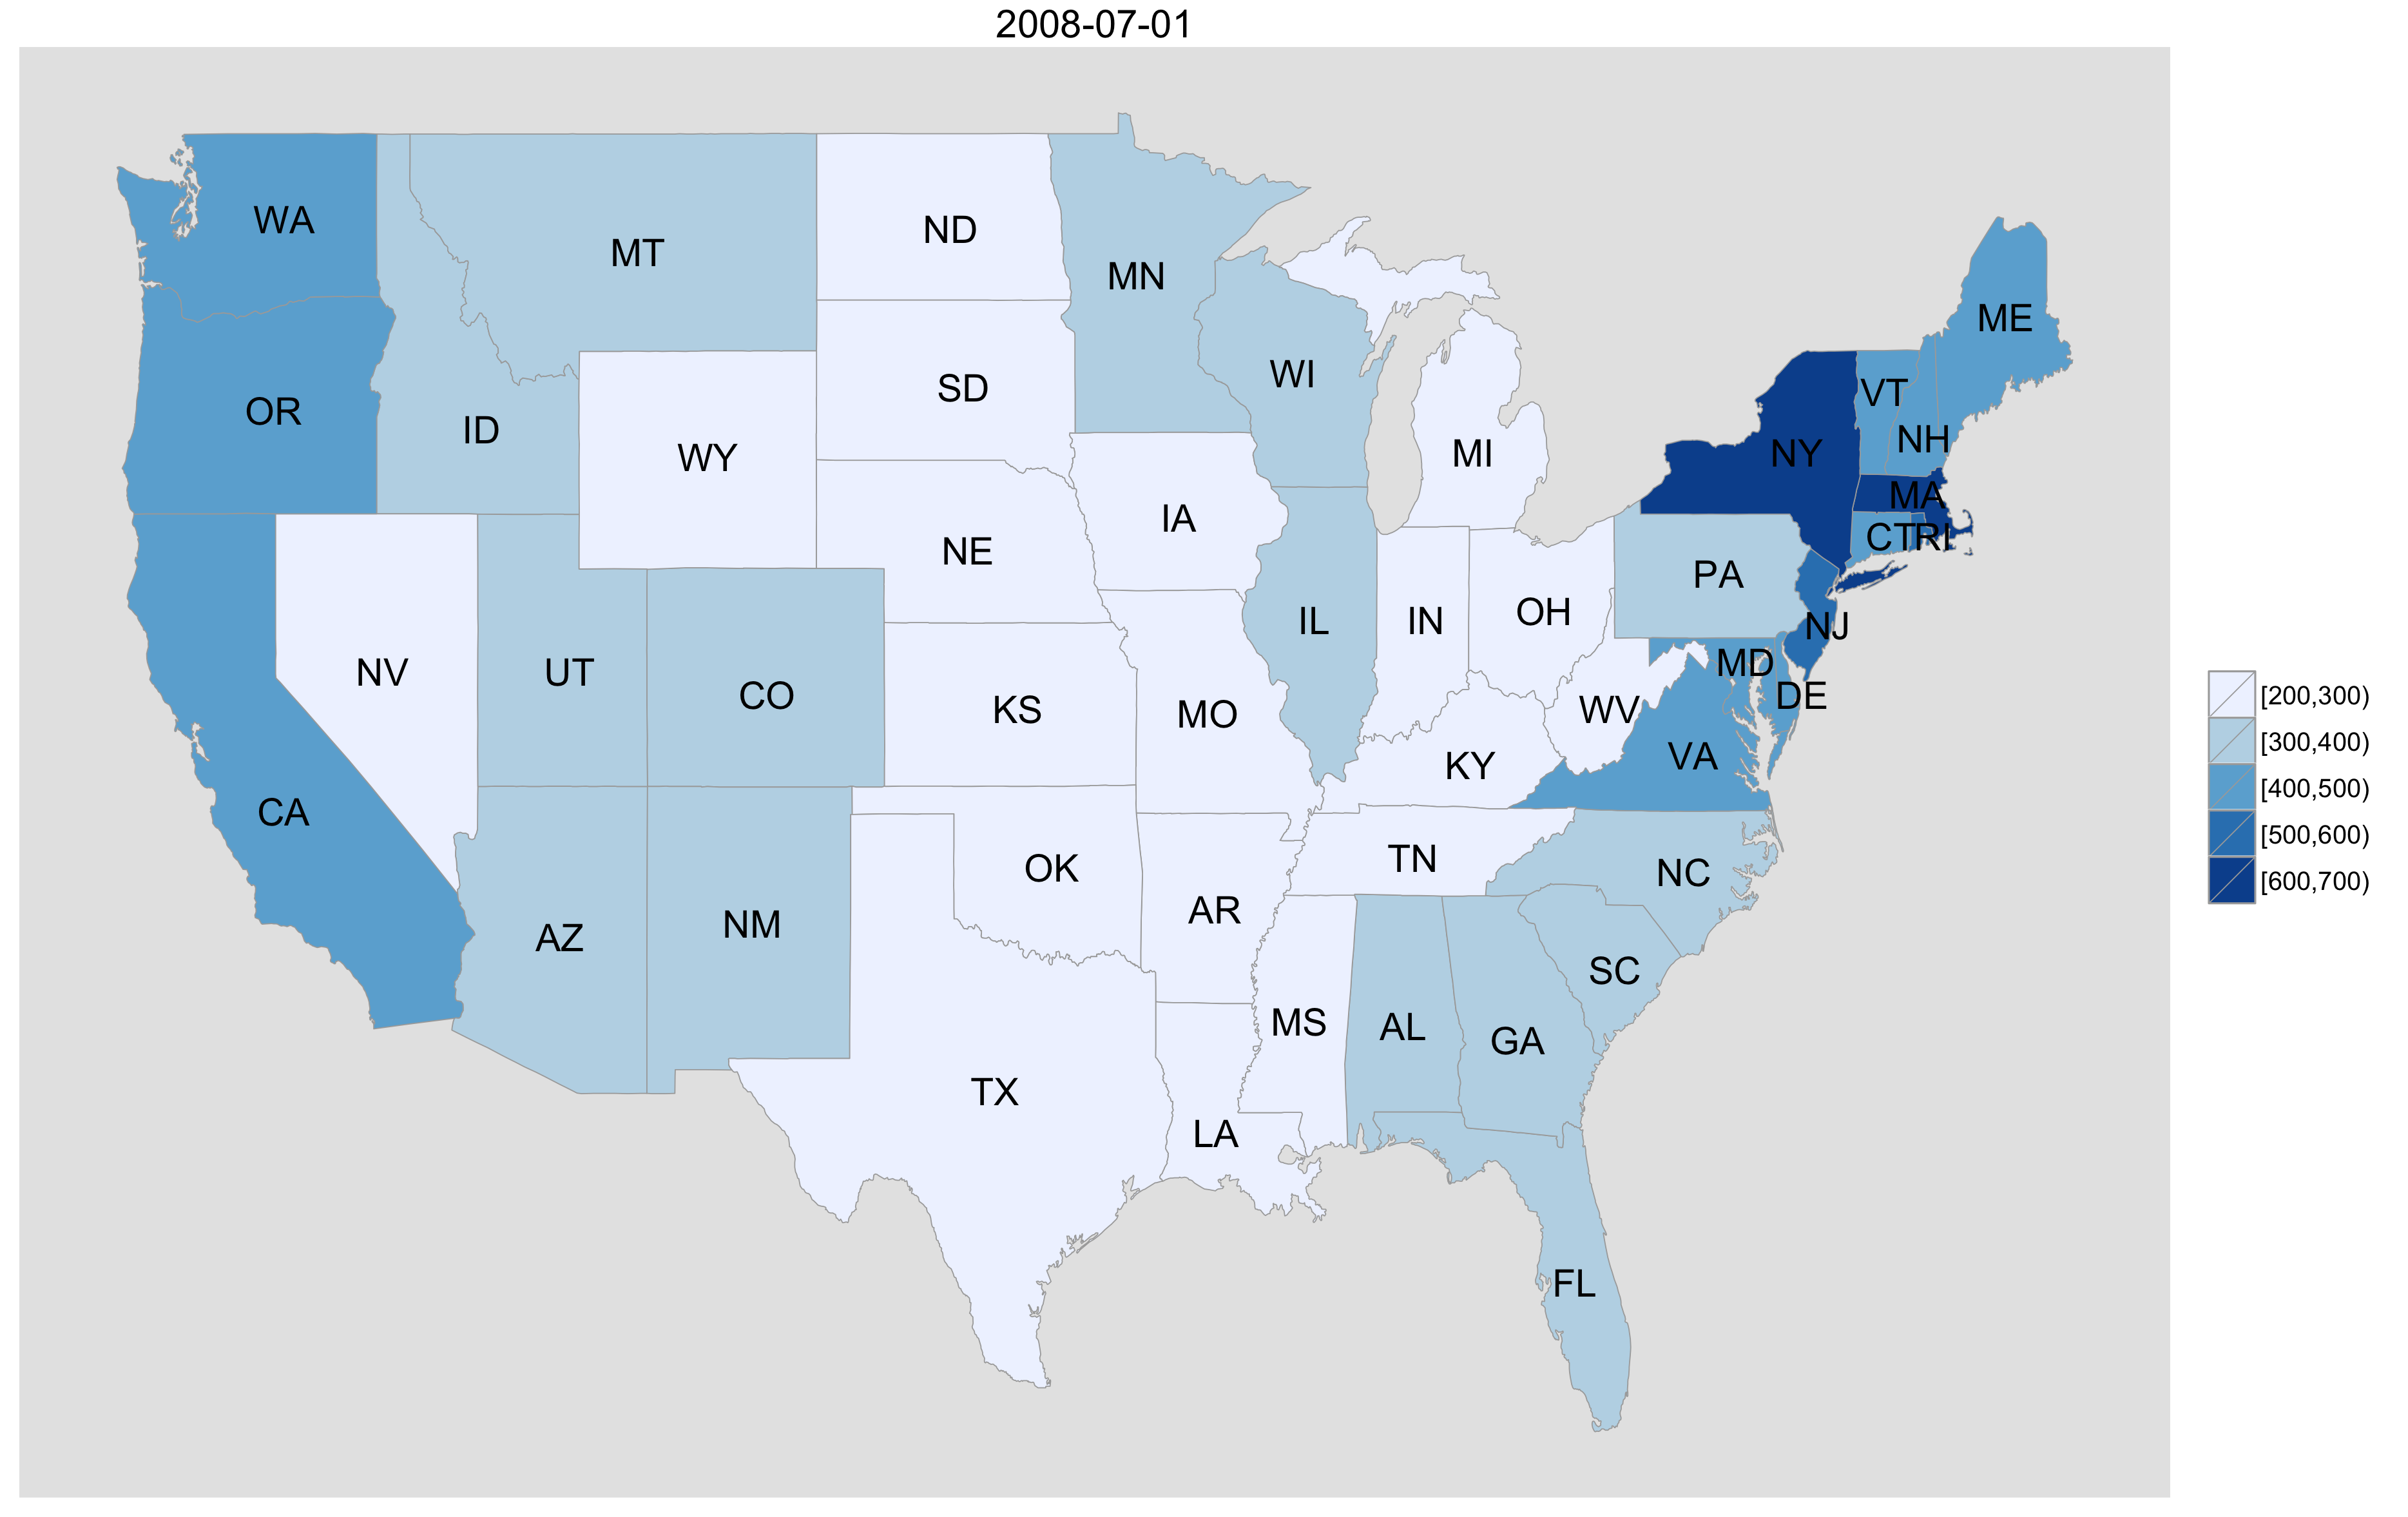 2008-07-01
WA
MT
ND
MN
ME
OR
ID
WY
SD
WI
MI
NY
VT
NH
MA
CT
RI
IA
NE
PA
NJ
NV
UT
CO
KS
MO
IL
IN
OH
WV
MD
DE
VA
KY
CA
AZ
NM
OK
AR
TN
NC
SC
TX
LA
MS
AL
GA
FL
[200,300)
[300,400)
[400,500)
[500,600)
[600,700)